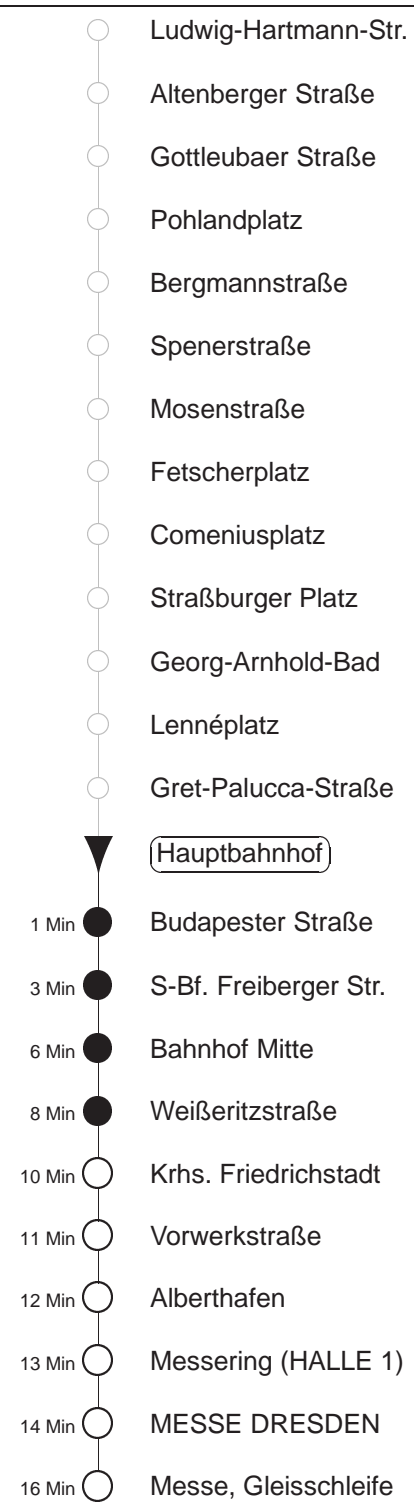 Ludwig-Hartmann-Str.
Altenberger Straße
Gottleubaer Straße
Pohlandplatz
Bergmannstraße
Spenerstraße
Mosenstraße
Fetscherplatz
Comeniusplatz
Straßburger Platz
Georg-Arnhold-Bad
Lennéplatz
Gret-Palucca-Straße
Hauptbahnhof
1 Min Budapester Straße
3 Min S-Bf. Freiberger Str.
6 Min Bahnhof Mitte
8 Min Weißeritzstraße
10 Min Krhs. Friedrichstadt
11 Min Vorwerkstraße
12 Min Alberthafen
13 Min Messering (HALLE 1)
14 Min MESSE DRESDEN
16 Min Messe, Gleisschleife